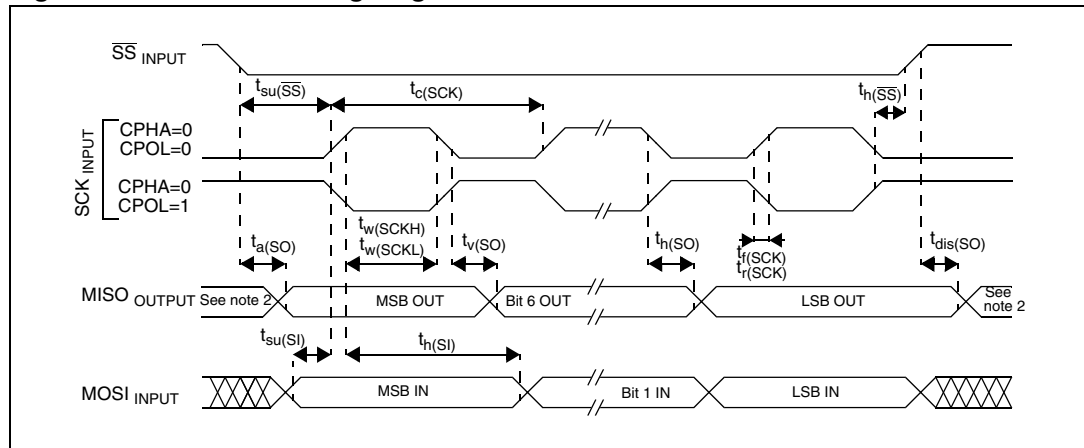 SS INPUT
tsu(SS)
tc(SCK)
th(SS)
SCK INPUT
CPHA=0
CPOL=0
CPHA=0
CPOL=1
ta(SO)
tw(SCKH)
tw(SCKL)
tv(SO)
th(SO)
tf(SCK)
tr(SCK)
tdis(SO)
MISO OUTPUT
See note 2
MSB OUT
Bit 6 OUT
LSB OUT
See
note 2
tsu(SI)
th(SI)
MOSI INPUT
MSB IN
Bit 1 IN
LSB IN